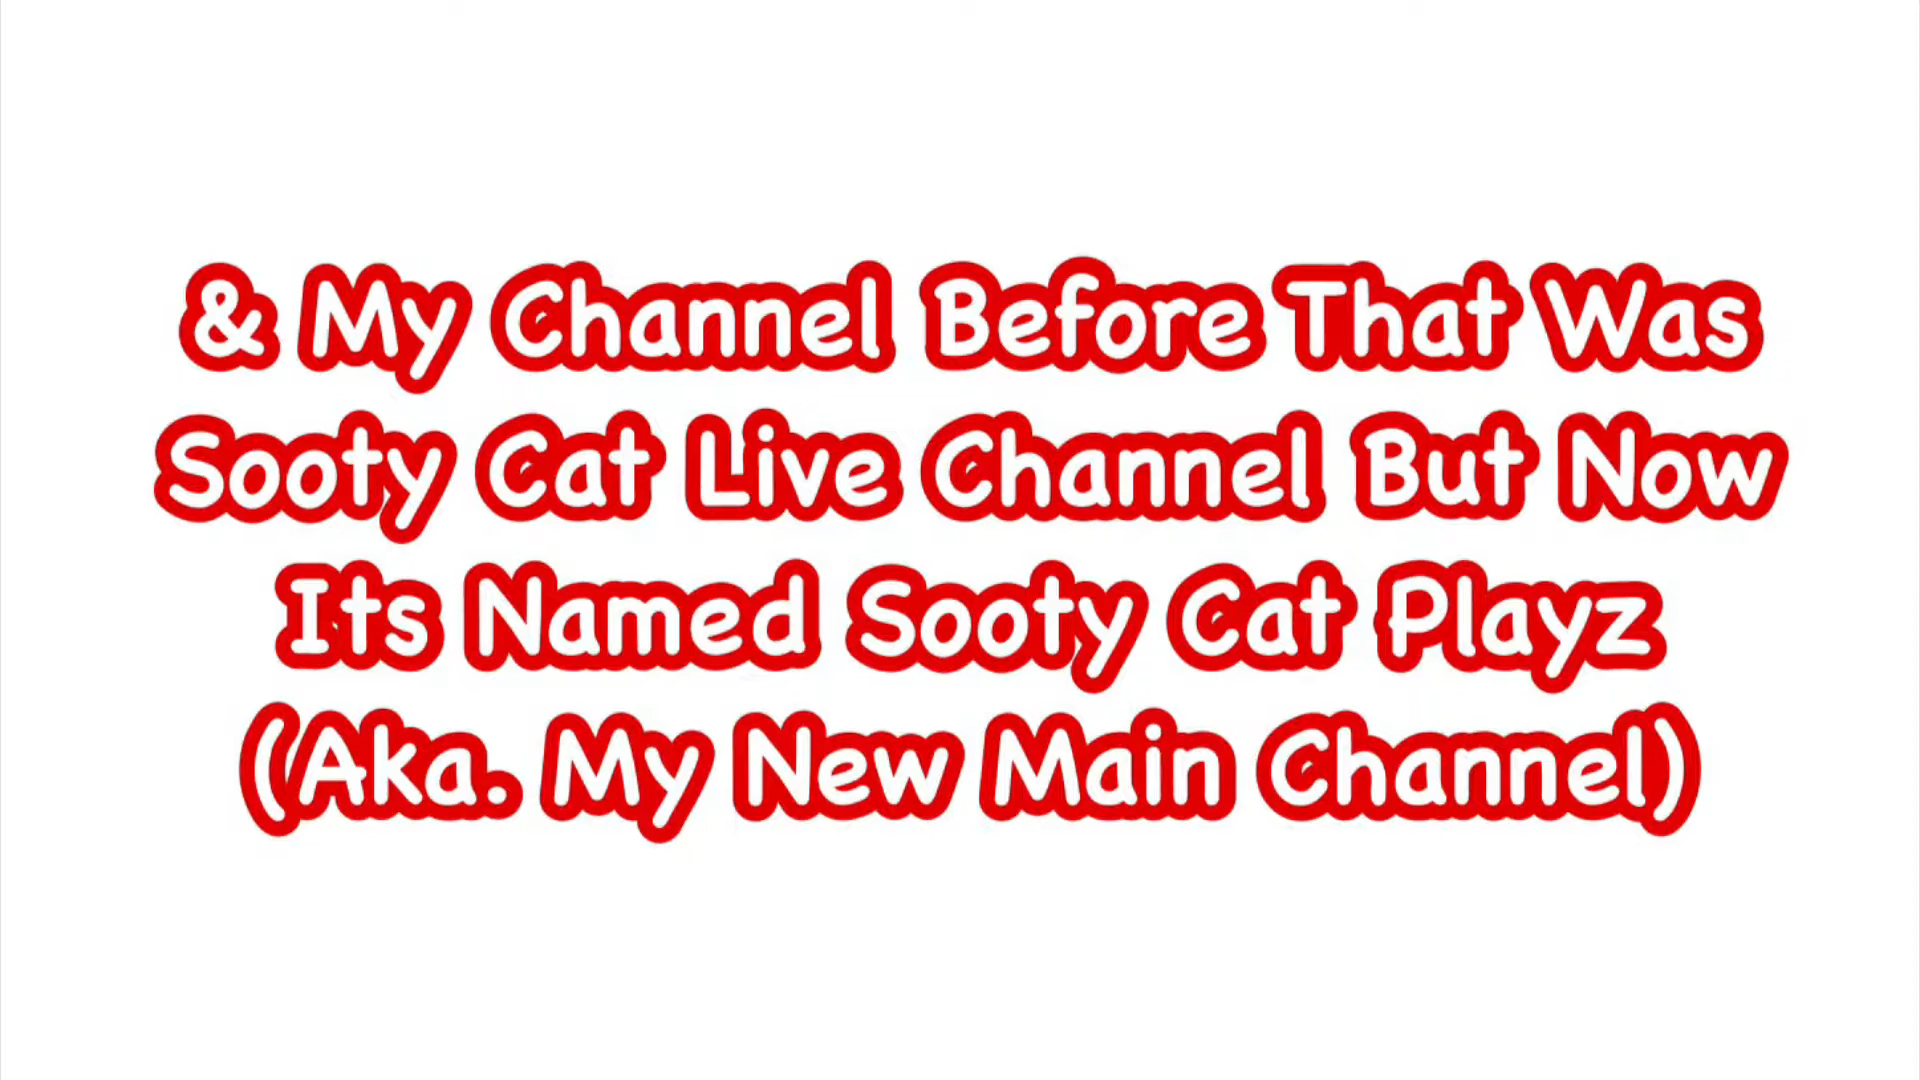 & My Channel Before That Was
Sooty Cat Live Channel But Now
Its Named Sooty Cat Playz
(Aka. My New Main Channel)